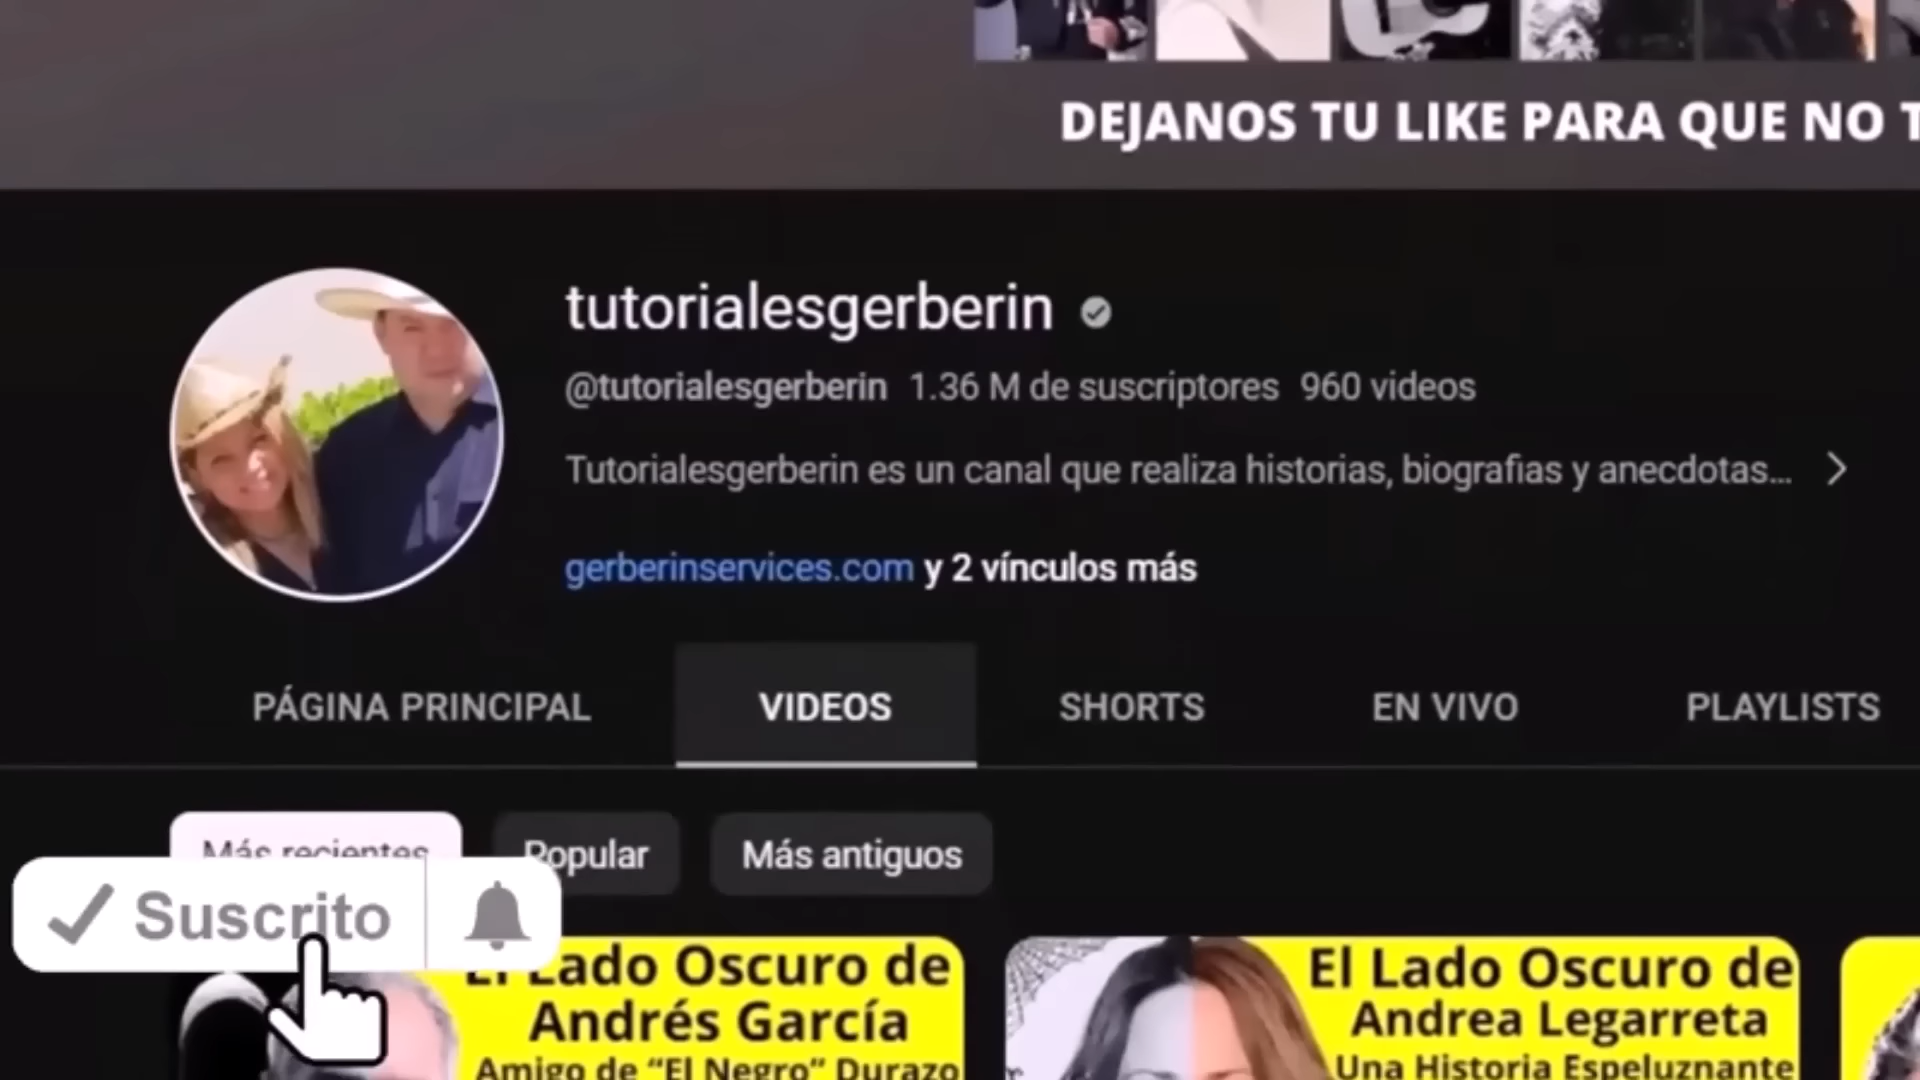 DEJANOS TU LIKE PARA QUE NO T
tutorialesgerberin
@tutorialesgerberin 1.36 M de suscriptores 960 videos
Tutorialesgerberin es un canal que realiza historias, biografias y anecdotas...
gerberinservices.com y 2 vínculos más
PÁGINA PRINCIPAL VIDEOS SHORTS EN VIVO PLAYLISTS
Más recientes Popular Más antiguos
Suscrito
El Lado Oscuro de
Andrés García
Amigo de "El Negro" Durazo
El Lado Oscuro de
Andrea Legarreta
Una Historia Espeluznante